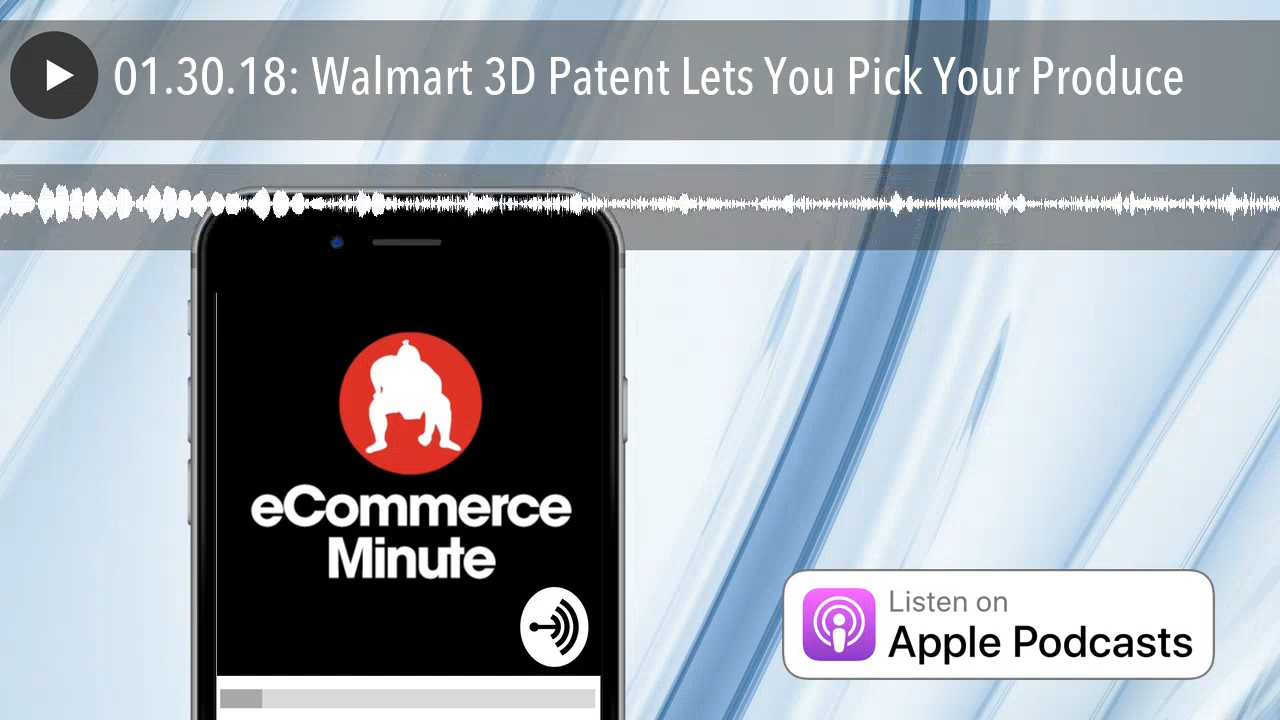 01.30.18: Walmart 3D Patent Lets You Pick Your Produce
eCommerce
Minute
Listen on
Apple Podcasts